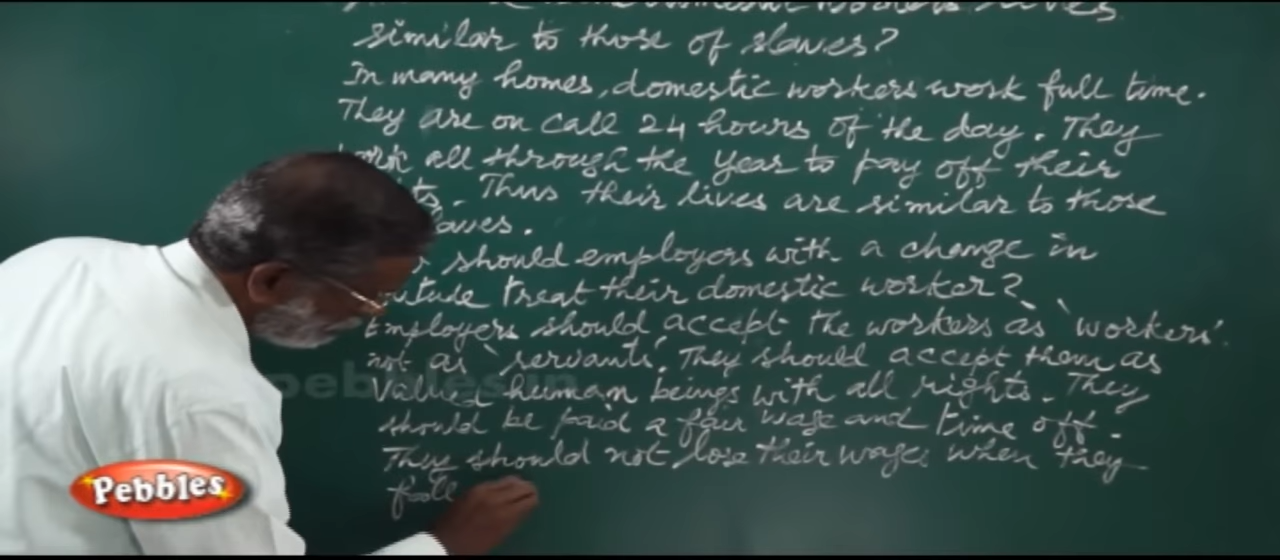 similar to those of slaves?
In many homes, domestic workers work full time.
They are on call 24 hours of the day. They
work all through the year to pay off their
Thus their lives are similar to those
should employers with a change in
treat their domestic worker?
Employers should accept the workers as 'workers'.
not as 'servants'. They should accept them as
Valued human beings with all rights. They
should be paid a fair wage and time off.
They should not lose their wages when they
Pebbles
pebbles.in